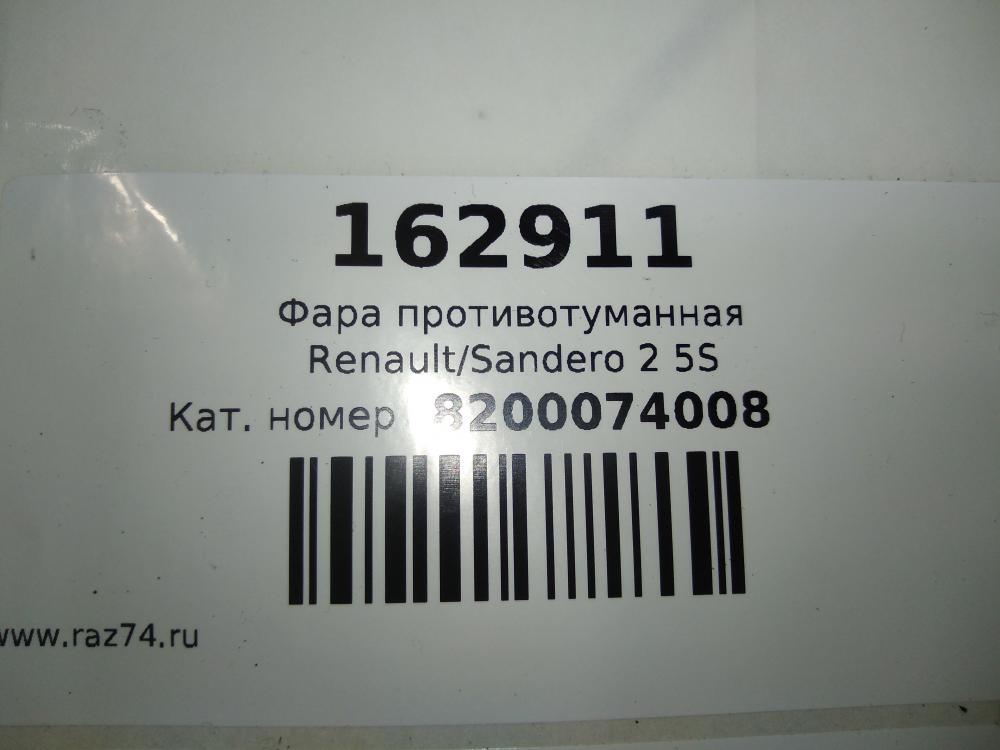 162911
Фара противотуманная
Renault/Sandero 2 5S
Кат. номер 8200074008
www.raz74.ru